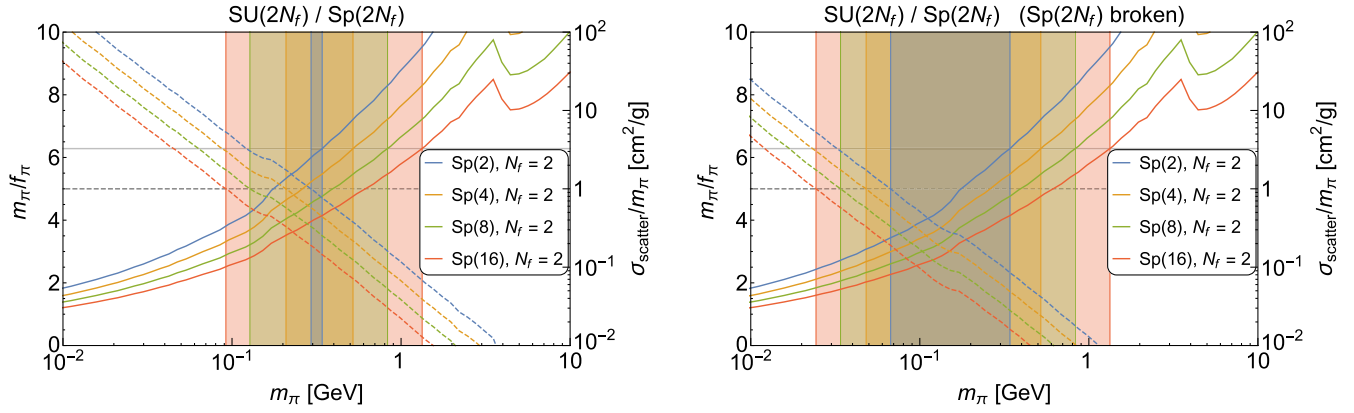 SU(2N_f) / Sp(2N_f)
10
8
6
4
2
0
m_π/f_π
10^2
10
1
10^−1
10^−2
σ_scatter/m_π [cm^2/g]
Sp(2), N_f = 2
Sp(4), N_f = 2
Sp(8), N_f = 2
Sp(16), N_f = 2
10^−2
10^−1
1
10
m_π [GeV]
SU(2N_f) / Sp(2N_f) (Sp(2N_f) broken)
10
8
6
4
2
0
m_π/f_π
10^2
10
1
10^−1
10^−2
σ_scatter/m_π [cm^2/g]
Sp(2), N_f = 2
Sp(4), N_f = 2
Sp(8), N_f = 2
Sp(16), N_f = 2
10^−2
10^−1
1
10
m_π [GeV]